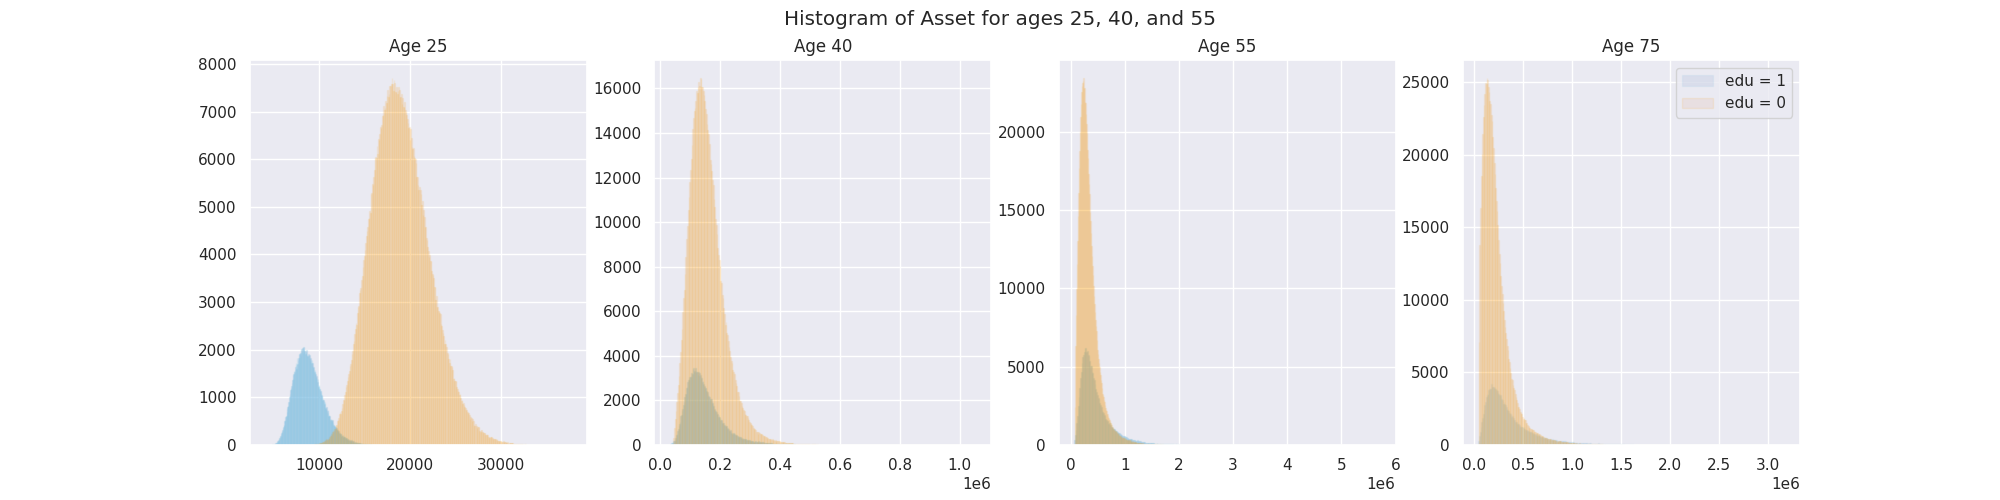 Histogram of Asset for ages 25, 40, and 55
Age 25
8000
7000
6000
5000
4000
3000
2000
1000
0
10000 20000 30000
Age 40
16000
14000
12000
10000
8000
6000
4000
2000
0
0.0 0.2 0.4 0.6 0.8 1.0
1e6
Age 55
20000
15000
10000
5000
0
0 1 2 3 4 5 6
1e6
Age 75
25000
20000
15000
10000
5000
0
0.0 0.5 1.0 1.5 2.0 2.5 3.0
1e6
edu = 1
edu = 0